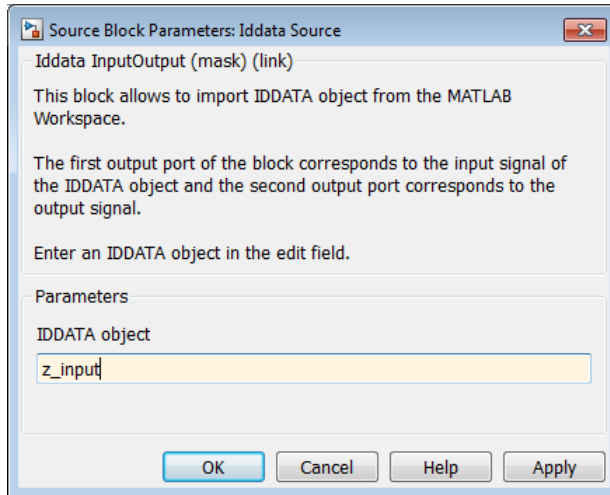 Source Block Parameters: Iddata Source
Iddata InputOutput (mask) (link)
This block allows to import IDDATA object from the MATLAB
Workspace.
The first output port of the block corresponds to the input signal of
the IDDATA object and the second output port corresponds to the
output signal.
Enter an IDDATA object in the edit field.
Parameters
IDDATA object
z_input
OK Cancel Help Apply